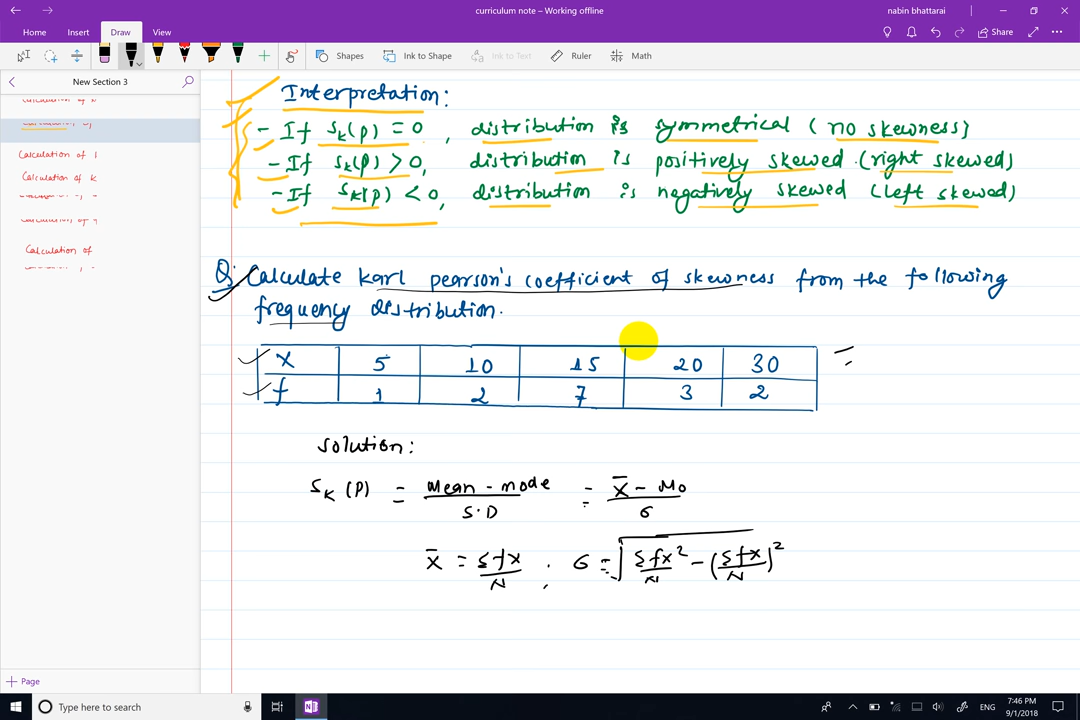 curriculum note – Working offline
nabin bhattarai
Home Insert Draw View
Share
Shapes Ink to Shape Ink to Text Ruler Math
New Section 3
Calculation of
Calculation of
Calculation of k
Calculation of
Calculation of
Interpretation:
- If Sk(P) = 0, distribution is symmetrical (no skewness)
- If Sk(P) > 0, distribution is positively skewed (right skewed)
- If Sk(P) < 0, distribution is negatively skewed (left skewed)
Q. Calculate Karl pearson's coefficient of skewness from the following
frequency distribution.
X 5 10 15 20 30
f 1 2 7 3 2
Solution:
SK (P) = Mean - mode / S.D = X̄ - Mo / σ
X̄ = Σfx / N , σ = √(Σfx² / N - (Σfx / N)²)
+ Page
Type here to search
ENG
7:46 PM
9/1/2018